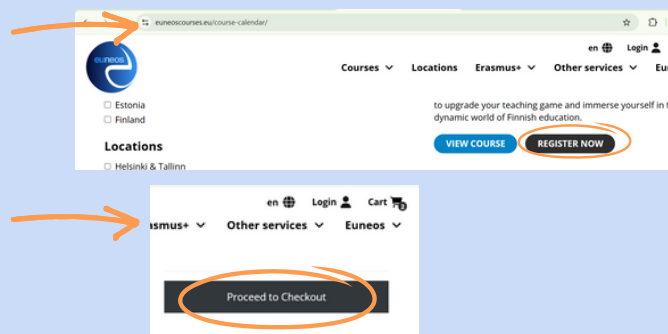 euneoscourses.eu/course-calendar/
en Login
euneos
Courses Locations Erasmus+ Other services Eu
Estonia
Finland
Locations
Helsinki & Tallinn
to upgrade your teaching game and immerse yourself in t
dynamic world of Finnish education.
VIEW COURSE REGISTER NOW
en Login Cart
asmus+ Other services Euneos
Proceed to Checkout